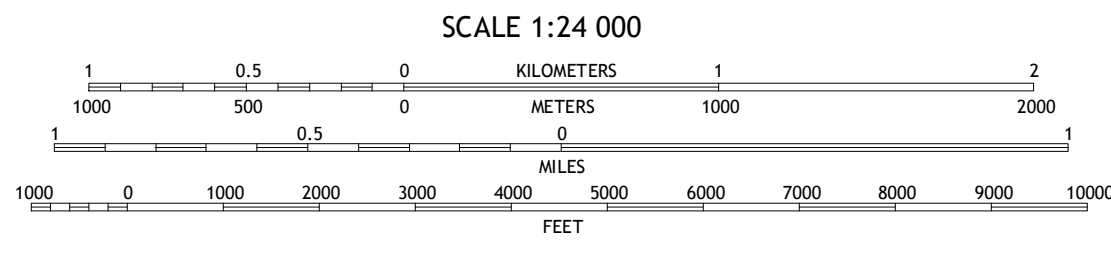 SCALE 1:24 000
1 0.5 0 KILOMETERS 1 2
1000 500 0 METERS 1000 2000
1 0.5 0 1
MILES
1000 0 1000 2000 3000 4000 5000 6000 7000 8000 9000 10000
FEET